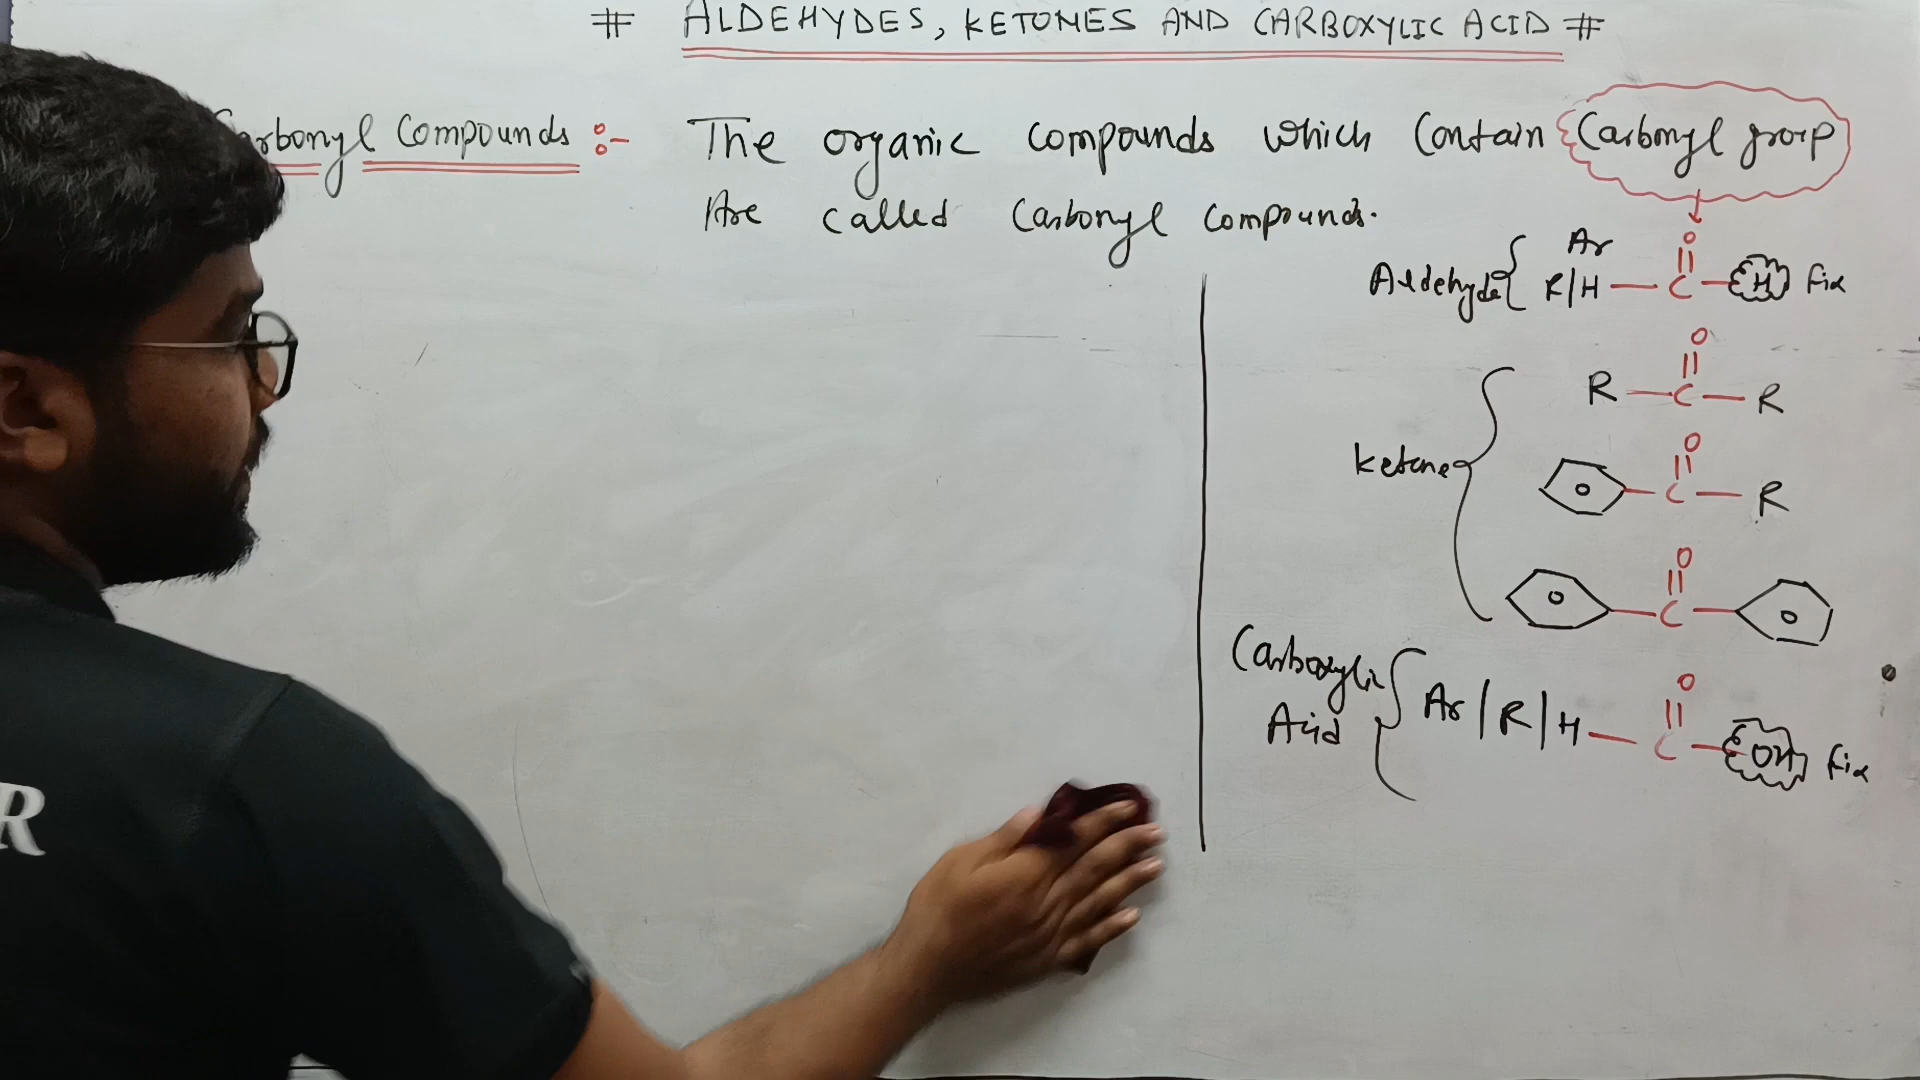 # ALDEHYDES, KETONES AND CARBOXYLIC ACID #
Carbonyl Compounds :- The organic compounds which Contain Carbonyl group
Are called Carbonyl compounds.
Ar
O
Aldehyde R/H — C — H fix
O
R — C — R
Ketone
O
C — R
O
C
Carboxylic
Acid
O
Ar/R/H — C — OH fix
R